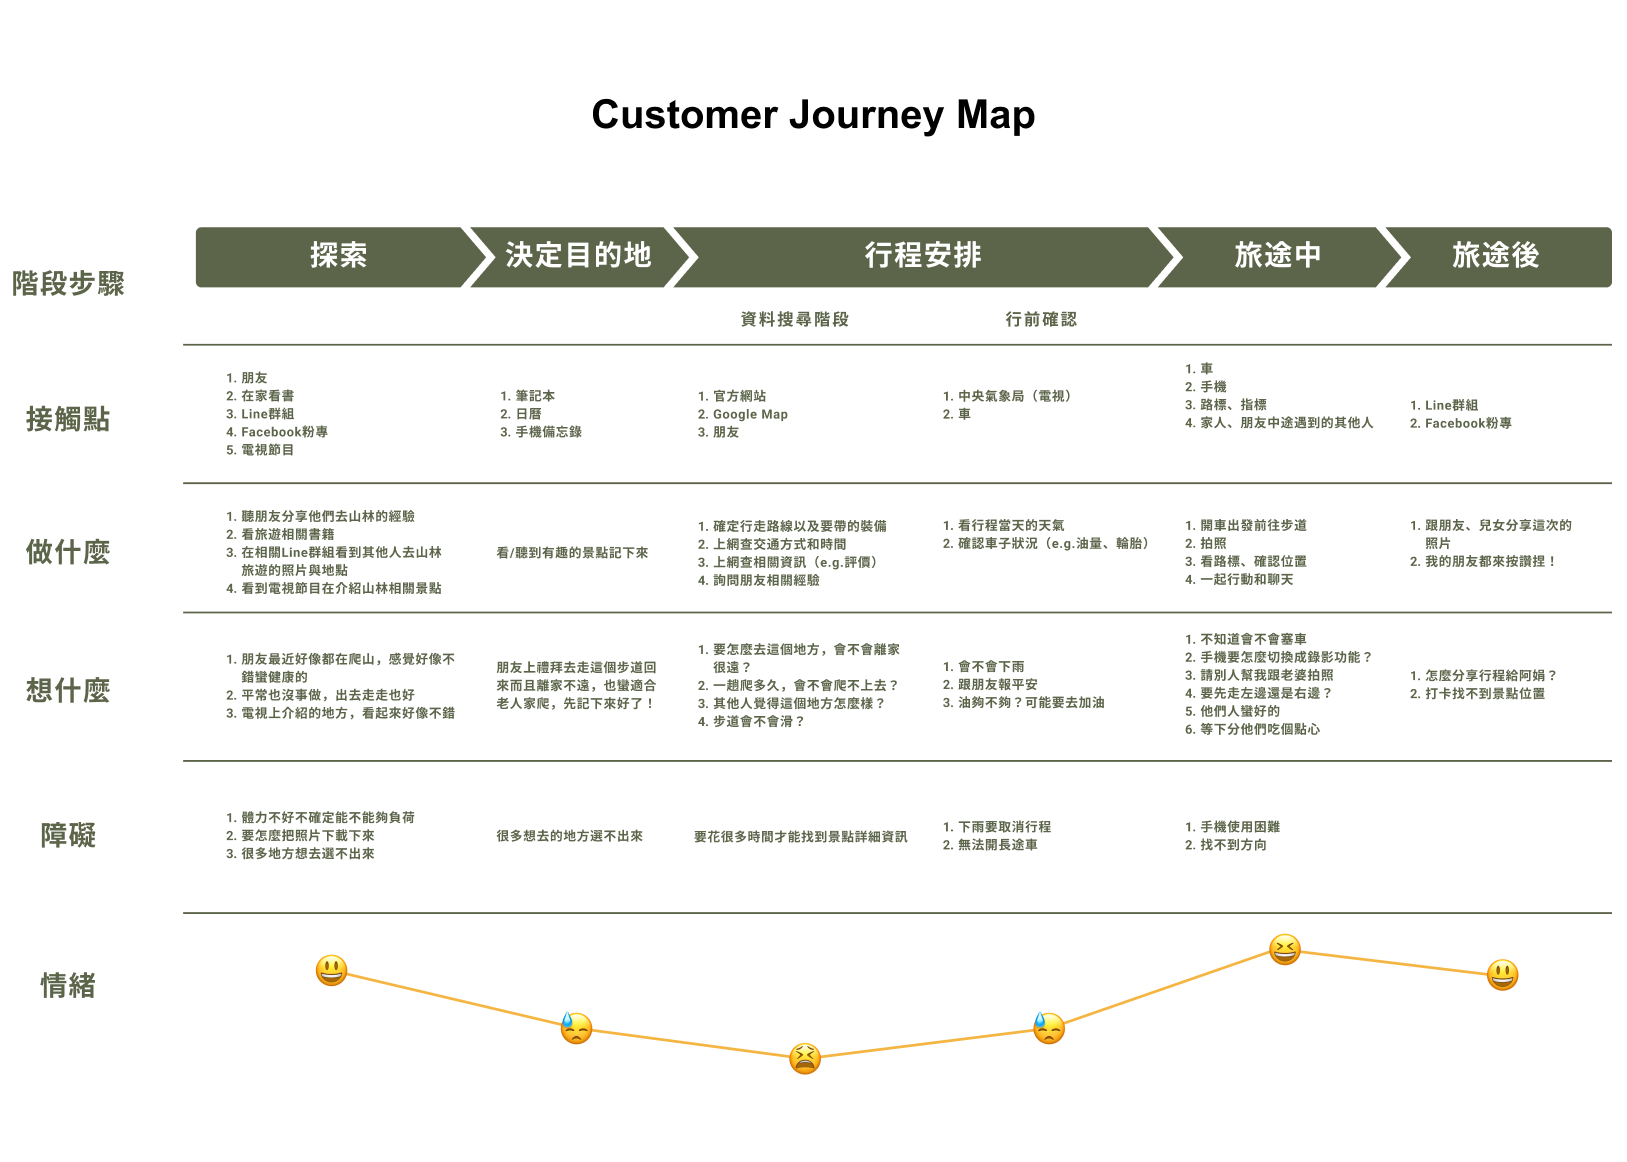 Customer Journey Map
階段步驟
探索
決定目的地
行程安排
旅途中
旅途後
資料搜尋階段
行前確認
接觸點
1. 朋友
2. 在家看書
3. Line群組
4. Facebook粉專
5. 電視節目
1. 筆記本
2. 日曆
3. 手機備忘錄
1. 官方網站
2. Google Map
3. 朋友
1. 中央氣象局（電視）
2. 車
1. 車
2. 手機
3. 路標、指標
4. 家人、朋友中途遇到的其他人
1. Line群組
2. Facebook粉專
做什麼
1. 聽朋友分享他們去山林的經驗
2. 看旅遊相關書籍
3. 在相關Line群組看到其他人去山林
旅遊的照片與地點
4. 看到電視節目在介紹山林相關景點
看/聽到有趣的景點記下來
1. 確定行走路線以及要帶的裝備
2. 上網查交通方式和時間
3. 上網查相關資訊（e.g.評價）
4. 詢問朋友相關經驗
1. 看行程當天的天氣
2. 確認車子狀況（e.g.油量、輪胎）
1. 開車出發前往步道
2. 拍照
3. 看路標、確認位置
4. 一起行動和聊天
1. 跟朋友、兒女分享這次的
照片
2. 我的朋友都來按讚捏！
想什麼
1. 朋友最近好像都在爬山，感覺好像不
錯蠻健康的
2. 平常也沒事做，出去走走也好
3. 電視上介紹的地方，看起來好像不錯
朋友上禮拜去走這個步道回
來而且離家不遠，也蠻適合
老人家爬，先記下來好了！
1. 要怎麼去這個地方，會不會離家
很遠？
2. 一趟爬多久，會不會爬不上去？
3. 其他人覺得這個地方怎麼樣？
4. 步道會不會滑？
1. 會不會下雨
2. 跟朋友報平安
3. 油夠不夠？可能要去加油
1. 不知道會不會塞車
2. 手機要怎麼切換成錄影功能？
3. 請別人幫我跟老婆拍照
4. 要先走左邊還是右邊？
5. 他們人蠻好的
6. 等下分他們吃個點心
1. 怎麼分享行程給阿娟？
2. 打卡找不到景點位置
障礙
1. 體力不好不確定能不能夠負荷
2. 要怎麼把照片下載下來
3. 很多地方想去選不出來
很多想去的地方選不出來
要花很多時間才能找到景點詳細資訊
1. 下雨要取消行程
2. 無法開長途車
1. 手機使用困難
2. 找不到方向
情緒